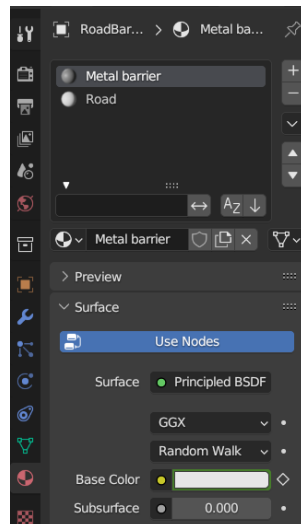 RoadBar... > Metal ba...
Metal barrier
Road
AZ
Metal barrier
Preview
Surface
Use Nodes
Surface Principled BSDF
GGX
Random Walk
Base Color
Subsurface 0.000